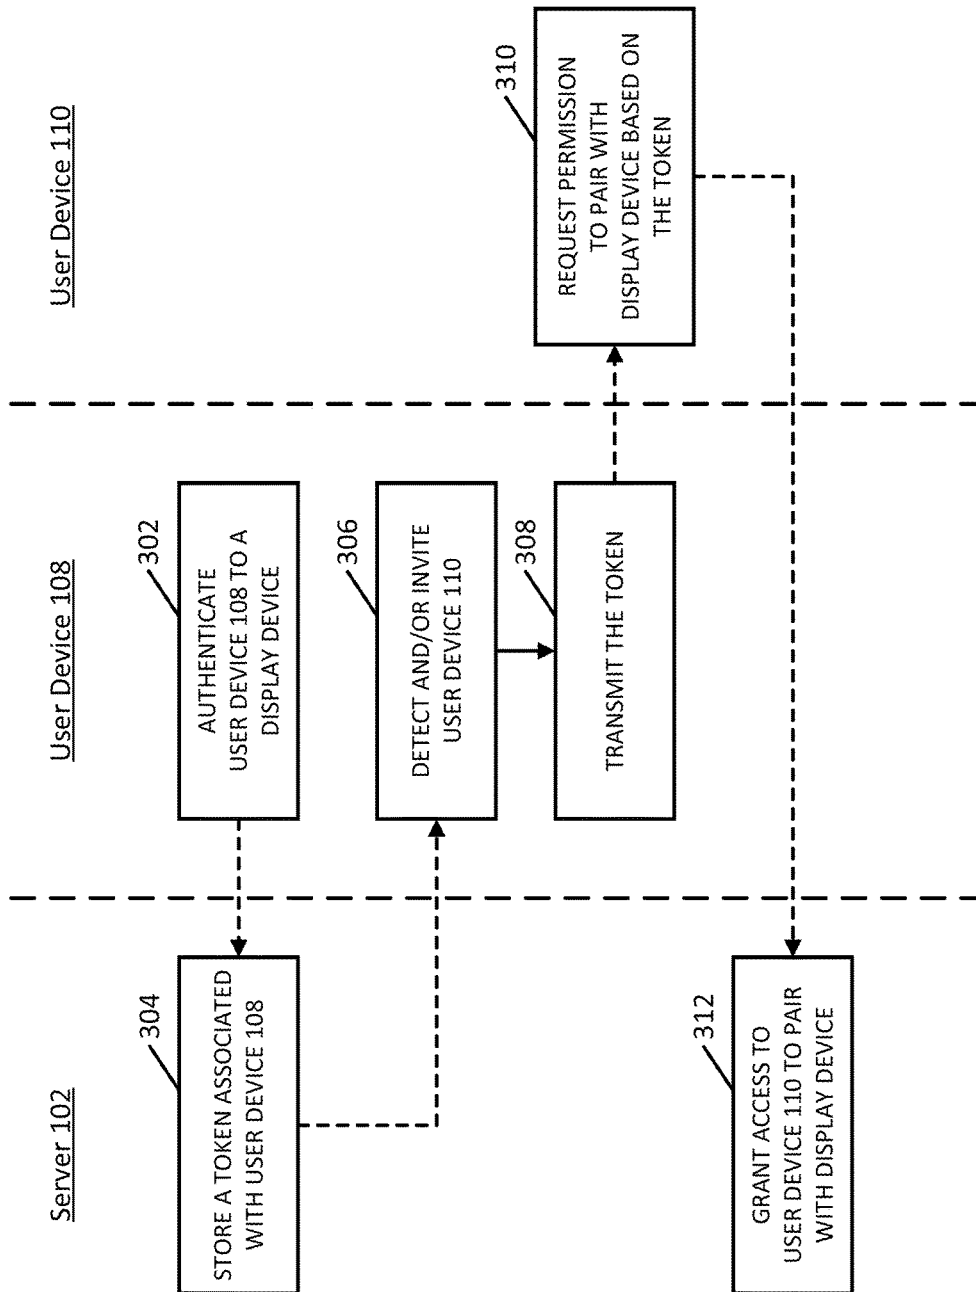 Server 102
User Device 108
User Device 110
302
AUTHENTICATE
USER DEVICE 108 TO A
DISPLAY DEVICE
304
STORE A TOKEN ASSOCIATED
WITH USER DEVICE 108
306
DETECT AND/OR INVITE
USER DEVICE 110
308
TRANSMIT THE TOKEN
310
REQUEST PERMISSION
TO PAIR WITH
DISPLAY DEVICE BASED ON
THE TOKEN
312
GRANT ACCESS TO
USER DEVICE 110 TO PAIR
WITH DISPLAY DEVICE